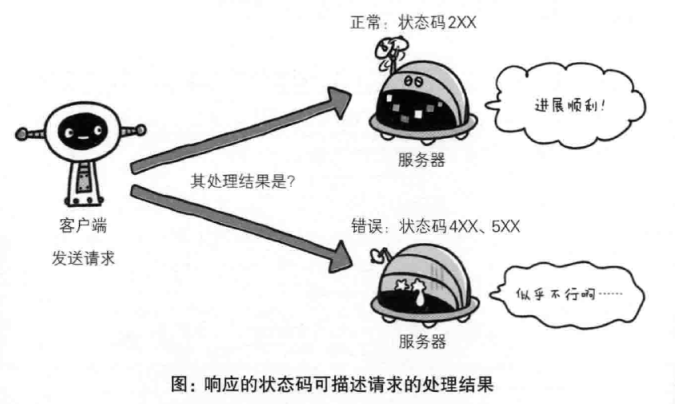 正常：状态码2XX
进展顺利！
服务器
其处理结果是？
客户端
发送请求
错误：状态码4XX、5XX
似乎不行啊……
服务器
图：响应的状态码可描述请求的处理结果